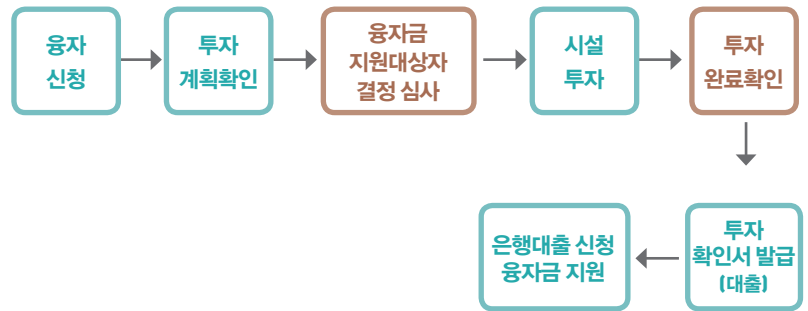 융자
신청
투자
계획확인
융자금
지원대상자
결정 심사
시설
투자
투자
완료확인
투자
확인서 발급
(대출)
은행대출 신청
융자금 지원